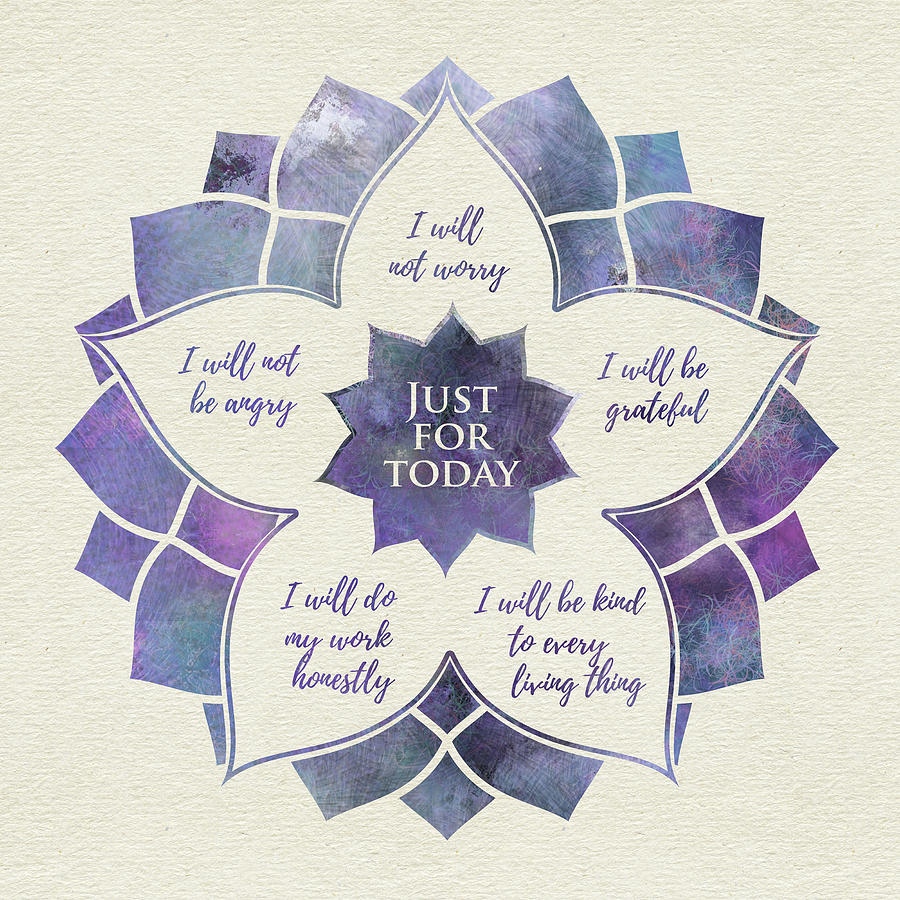 I will
not worry
I will not
be angry
I will be
grateful
JUST
FOR
TODAY
I will do
my work
honestly
I will be kind
to every
living thing